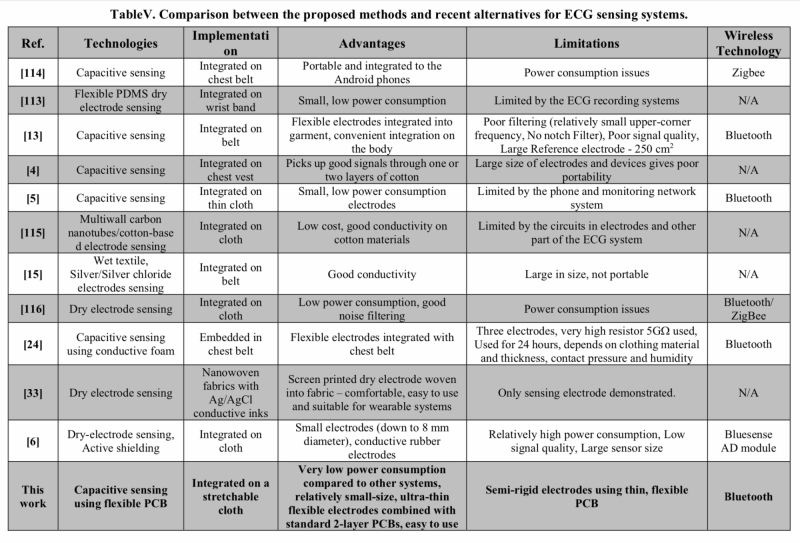 TableV. Comparison between the proposed methods and recent alternatives for ECG sensing systems.
Ref. Technologies Implementati on Advantages Limitations Wireless Technology
[114] Capacitive sensing Integrated on chest belt Portable and integrated to the Android phones Power consumption issues Zigbee
[113] Flexible PDMS dry electrode sensing Integrated on wrist band Small, low power consumption Limited by the ECG recording systems N/A
[13] Capacitive sensing Integrated on belt Flexible electrodes integrated into garment, convenient integration on the body Poor filtering (relatively small upper-corner frequency, No notch Filter), Poor signal quality, Large Reference electrode - 250 cm² Bluetooth
[4] Capacitive sensing Integrated on chest vest Picks up good signals through one or two layers of cotton Large size of electrodes and devices gives poor portability N/A
[5] Capacitive sensing Integrated on thin cloth Small, low power consumption electrodes Limited by the phone and monitoring network system Bluetooth
[115] Multiwall carbon nanotubes/cotton-base d electrode sensing Integrated on cloth Low cost, good conductivity on cotton materials Limited by the circuits in electrodes and other part of the ECG system N/A
[15] Wet textile, Silver/Silver chloride electrodes sensing Integrated on belt Good conductivity Large in size, not portable N/A
[116] Dry electrode sensing Integrated on cloth Low power consumption, good noise filtering Power consumption issues Bluetooth/ ZigBee
[24] Capacitive sensing using conductive foam Embedded in chest belt Flexible electrodes integrated with chest belt Three electrodes, very high resistor 5GΩ used, Used for 24 hours, depends on clothing material and thickness, contact pressure and humidity Bluetooth
[33] Dry electrode sensing Nanowoven fabrics with Ag/AgCl conductive inks Screen printed dry electrode woven into fabric – comfortable, easy to use and suitable for wearable systems Only sensing electrode demonstrated. N/A
[6] Dry-electrode sensing, Active shielding Integrated on cloth Small electrodes (down to 8 mm diameter), conductive rubber electrodes Relatively high power consumption, Low signal quality, Large sensor size Bluesense AD module
This work Capacitive sensing using flexible PCB Integrated on a stretchable cloth Very low power consumption compared to other systems, relatively small-size, ultra-thin flexible electrodes combined with standard 2-layer PCBs, easy to use Semi-rigid electrodes using thin, flexible PCB Bluetooth